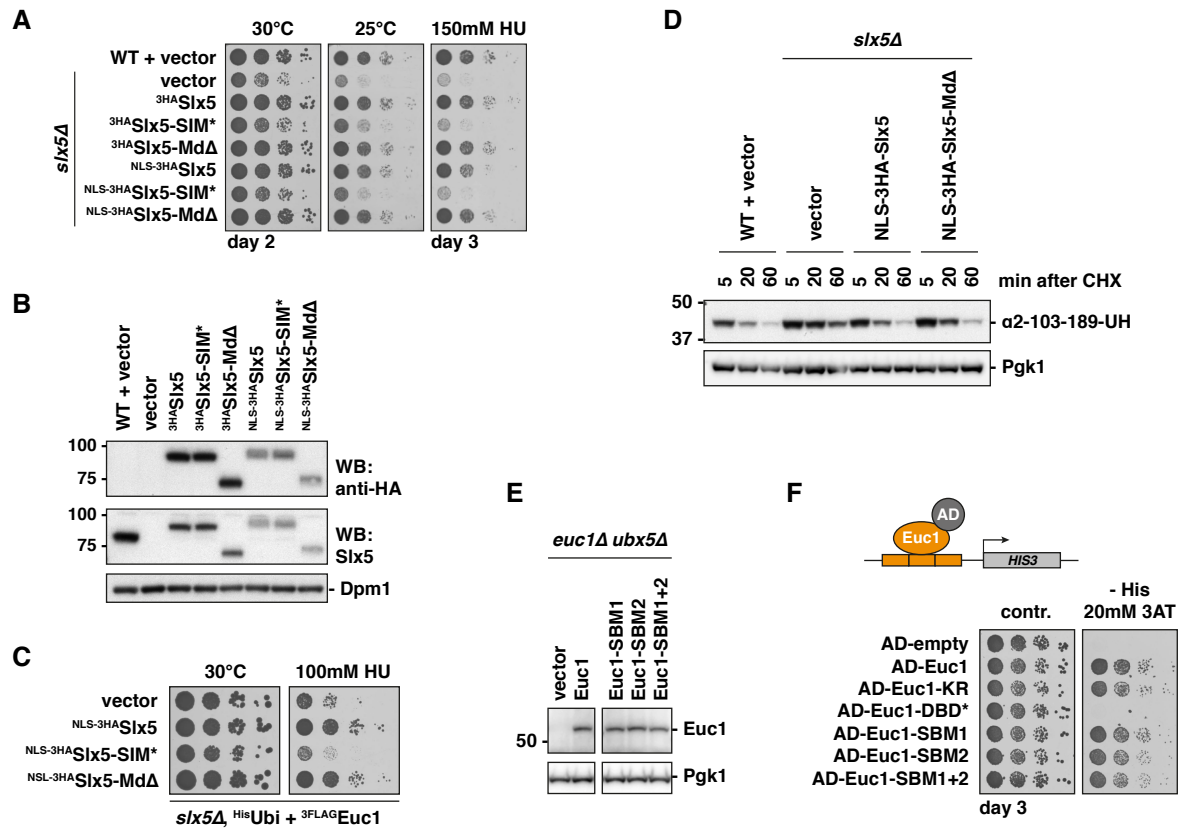 A
30°C 25°C 150mM HU
WT + vector
slx5Δ
vector
3HASlx5
3HASlx5-SIM*
3HASlx5-MdΔ
NLS-3HASlx5
NLS-3HASlx5-SIM*
NLS-3HASlx5-MdΔ
day 2 day 3
B
WT + vector
vector
3HASlx5
3HASlx5-SIM*
3HASlx5-MdΔ
NLS-3HASlx5
NLS-3HASlx5-SIM*
NLS-3HASlx5-MdΔ
100
75
WB:
anti-HA
100
75
WB:
Slx5
- Dpm1
C
30°C 100mM HU
vector
NLS-3HASlx5
NLS-3HASlx5-SIM*
NSL-3HASlx5-MdΔ
slx5Δ, HisUbi + 3FLAGEuc1
D
slx5Δ
WT + vector
vector
NLS-3HA-Slx5
NLS-3HA-Slx5-MdΔ
5 20 60 5 20 60 5 20 60 5 20 60 min after CHX
50
37
- α2-103-189-UH
- Pgk1
E
euc1Δ ubx5Δ
vector
Euc1
Euc1-SBM1
Euc1-SBM2
Euc1-SBM1+2
50
- Euc1
- Pgk1
F
AD
Euc1
HIS3
contr.
- His
20mM 3AT
AD-empty
AD-Euc1
AD-Euc1-KR
AD-Euc1-DBD*
AD-Euc1-SBM1
AD-Euc1-SBM2
AD-Euc1-SBM1+2
day 3